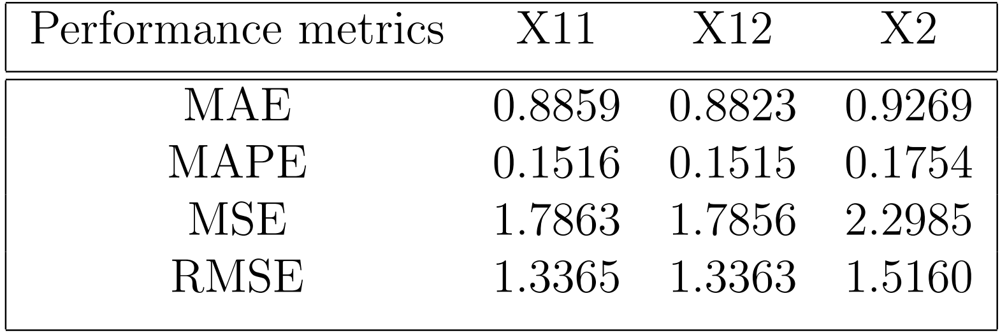 Performance metrics X11 X12 X2
MAE 0.8859 0.8823 0.9269
MAPE 0.1516 0.1515 0.1754
MSE 1.7863 1.7856 2.2985
RMSE 1.3365 1.3363 1.5160